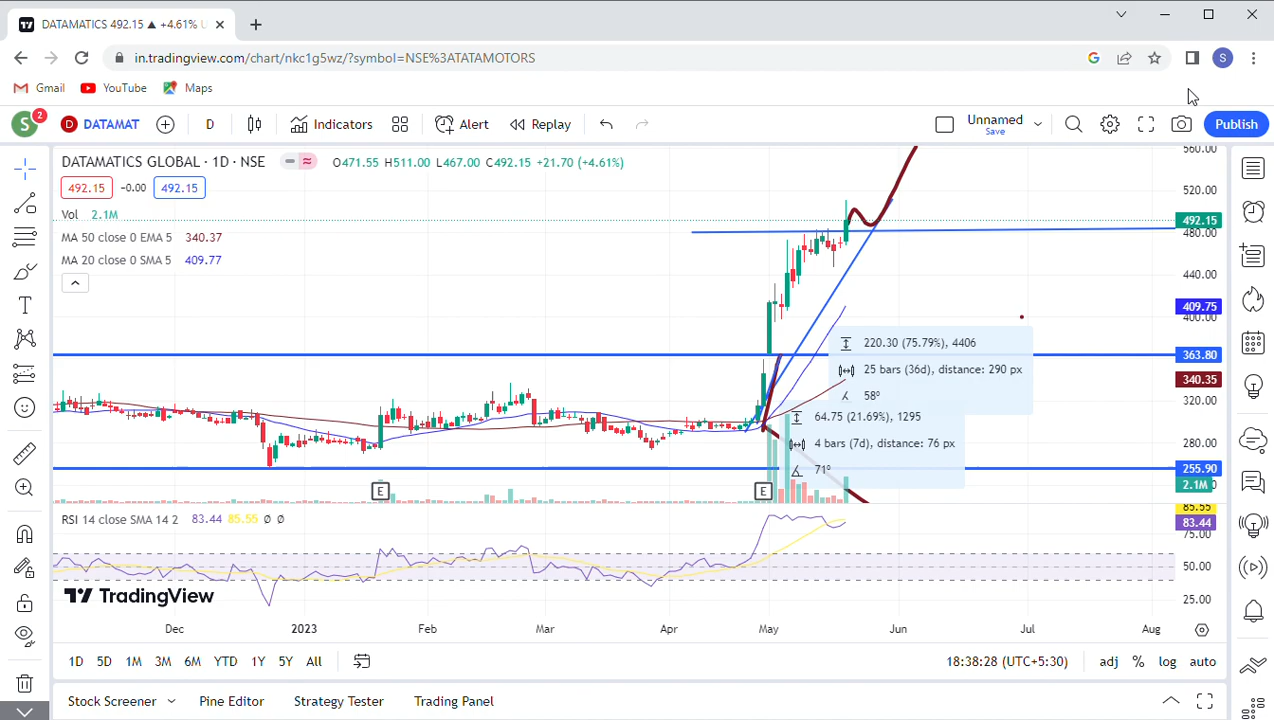 DATAMATICS 492.15 ▲ +4.61%
in.tradingview.com/chart/nkc1g5wz/?symbol=NSE%3ATATAMOTORS
G S
Gmail YouTube Maps
S 2 D DATAMAT D Indicators Alert Replay Unnamed Save Publish
DATAMATICS GLOBAL · 1D · NSE O471.55 H511.00 L467.00 C492.15 +21.70 (+4.61%)
492.15 -0.00 492.15
Vol 2.1M
MA 50 close 0 EMA 5 340.37
MA 20 close 0 SMA 5 409.77
560.00
520.00
492.15
480.00
440.00
409.75
400.00
363.80
340.35
320.00
280.00
255.90
2.1M
220.30 (75.79%), 4406
25 bars (36d), distance: 290 px
58º
64.75 (21.69%), 1295
4 bars (7d), distance: 76 px
71º
E E
RSI 14 close SMA 14 2 83.44 85.55 Ø Ø
85.55
83.44
75.00
50.00
25.00
TradingView
Dec 2023 Feb Mar Apr May Jun Jul Aug
1D 5D 1M 3M 6M YTD 1Y 5Y All 18:38:28 (UTC+5:30) adj % log auto
Stock Screener Pine Editor Strategy Tester Trading Panel